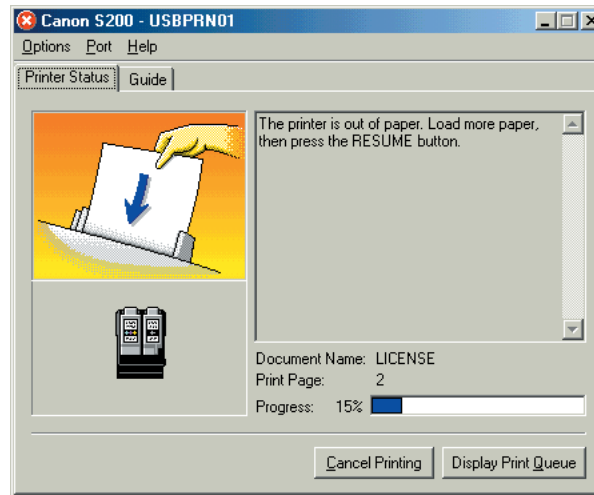 Canon S200 - USBPRN01
Options Port Help
Printer Status Guide
The printer is out of paper. Load more paper,
then press the RESUME button.
Document Name: LICENSE
Print Page: 2
Progress: 15%
Cancel Printing Display Print Queue